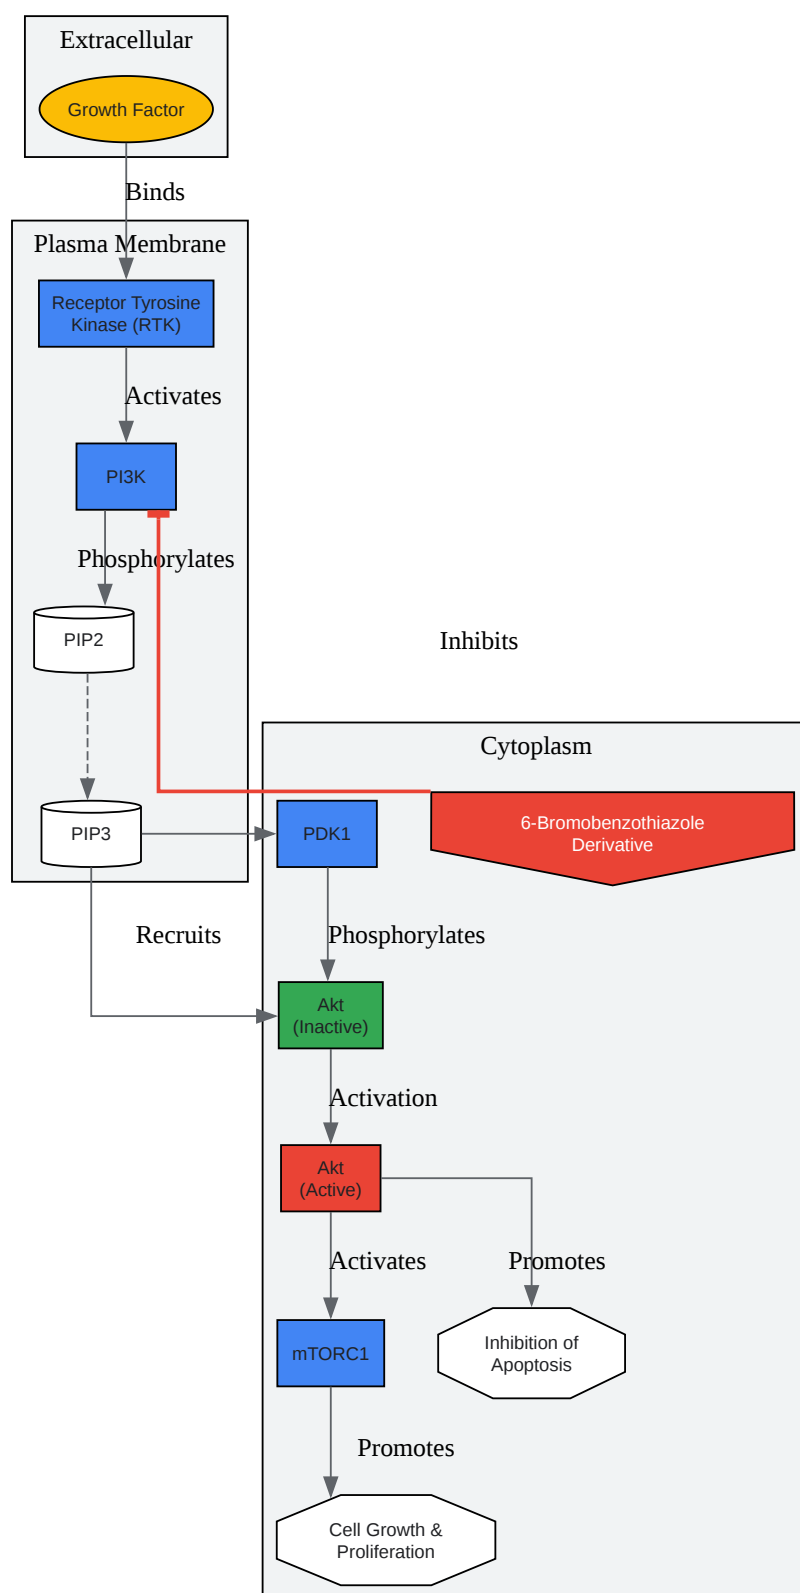 Extracellular
Growth Factor
Binds
Plasma Membrane
Receptor Tyrosine
Kinase (RTK)
Activates
PI3K
Phosphorylates
PIP2
Inhibits
Cytoplasm
PIP3
PDK1
6-Bromobenzothiazole
Derivative
Recruits
Phosphorylates
Akt
(Inactive)
Activation
Akt
(Active)
Activates
Promotes
mTORC1
Inhibition of
Apoptosis
Promotes
Cell Growth &
Proliferation